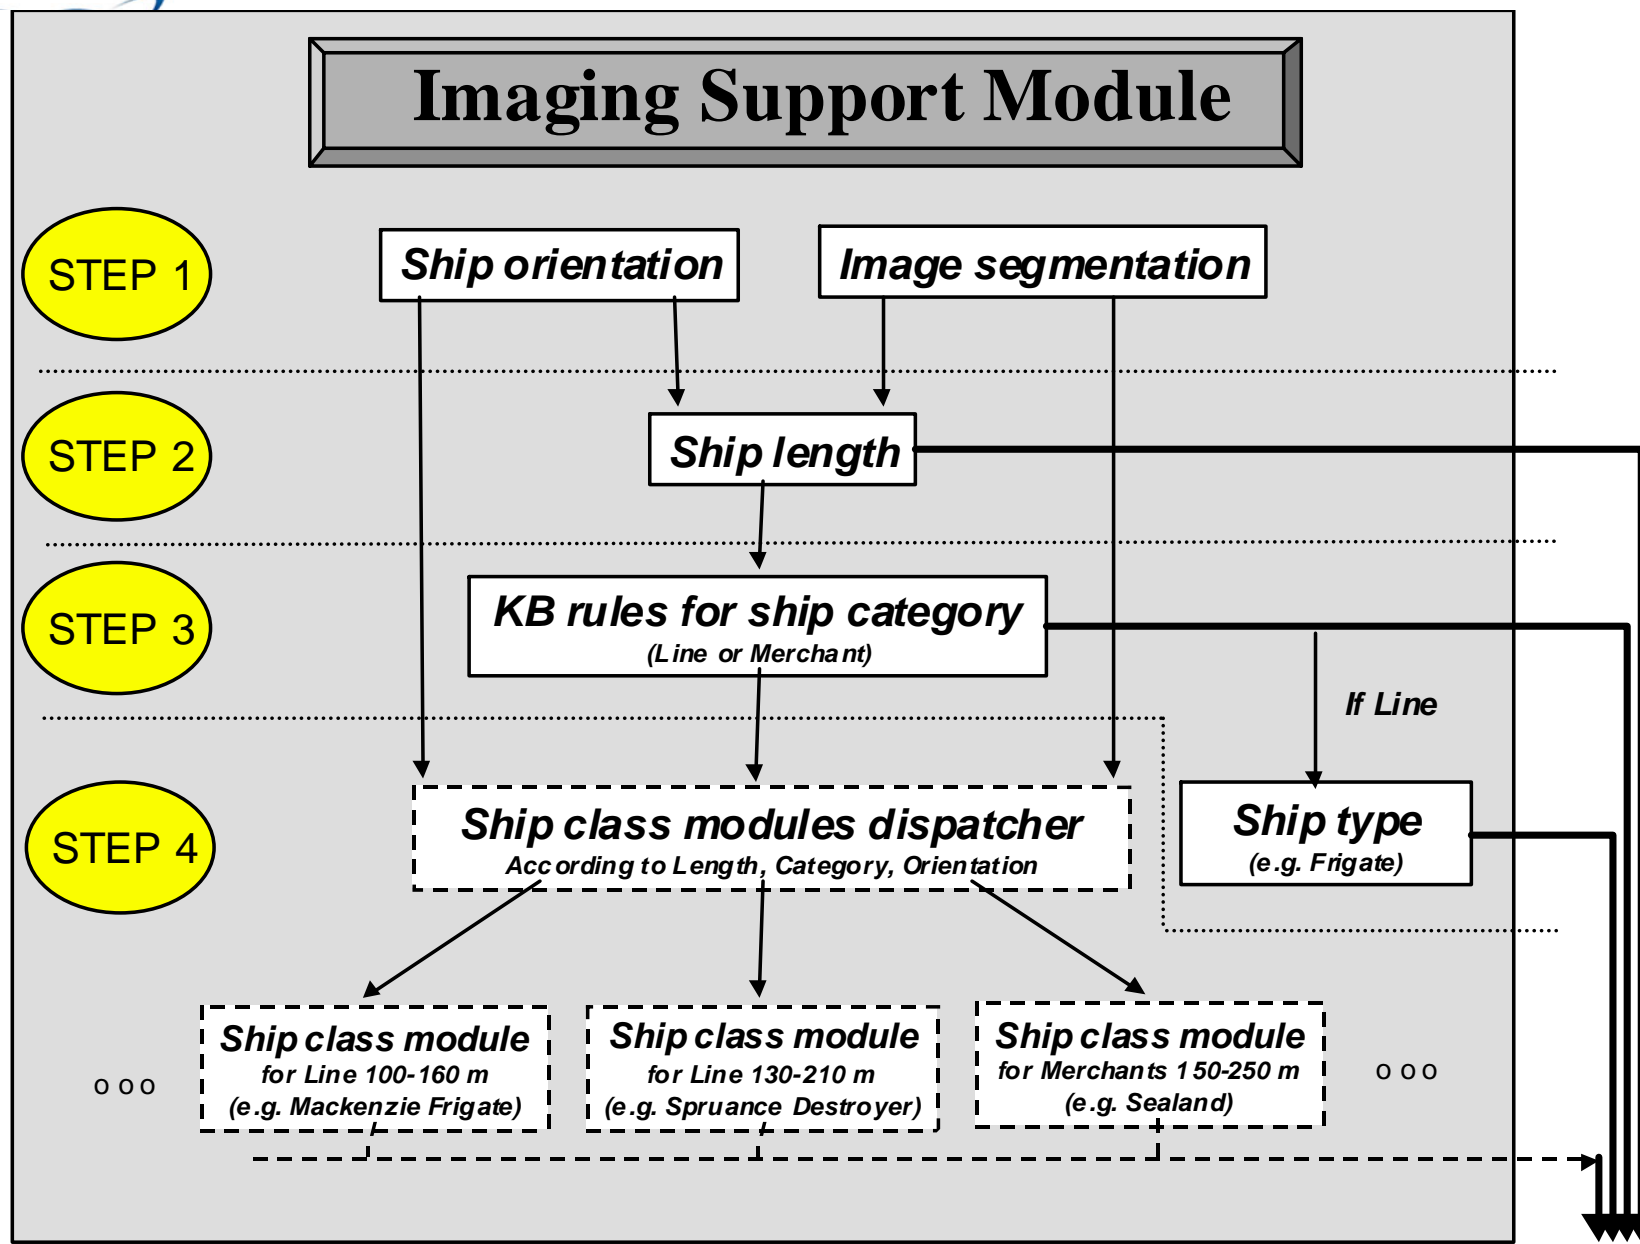 Imaging Support Module
STEP 1
Ship orientation
Image segmentation
STEP 2
Ship length
STEP 3
KB rules for ship category
(Line or Merchant)
If Line
STEP 4
Ship class modules dispatcher
According to Length, Category, Orientation
Ship type
(e.g. Frigate)
o o o
Ship class module
for Line 100-160 m
(e.g. Mackenzie Frigate)
Ship class module
for Line 130-210 m
(e.g. Spruance Destroyer)
Ship class module
for Merchants 150-250 m
(e.g. Sealand)
o o o